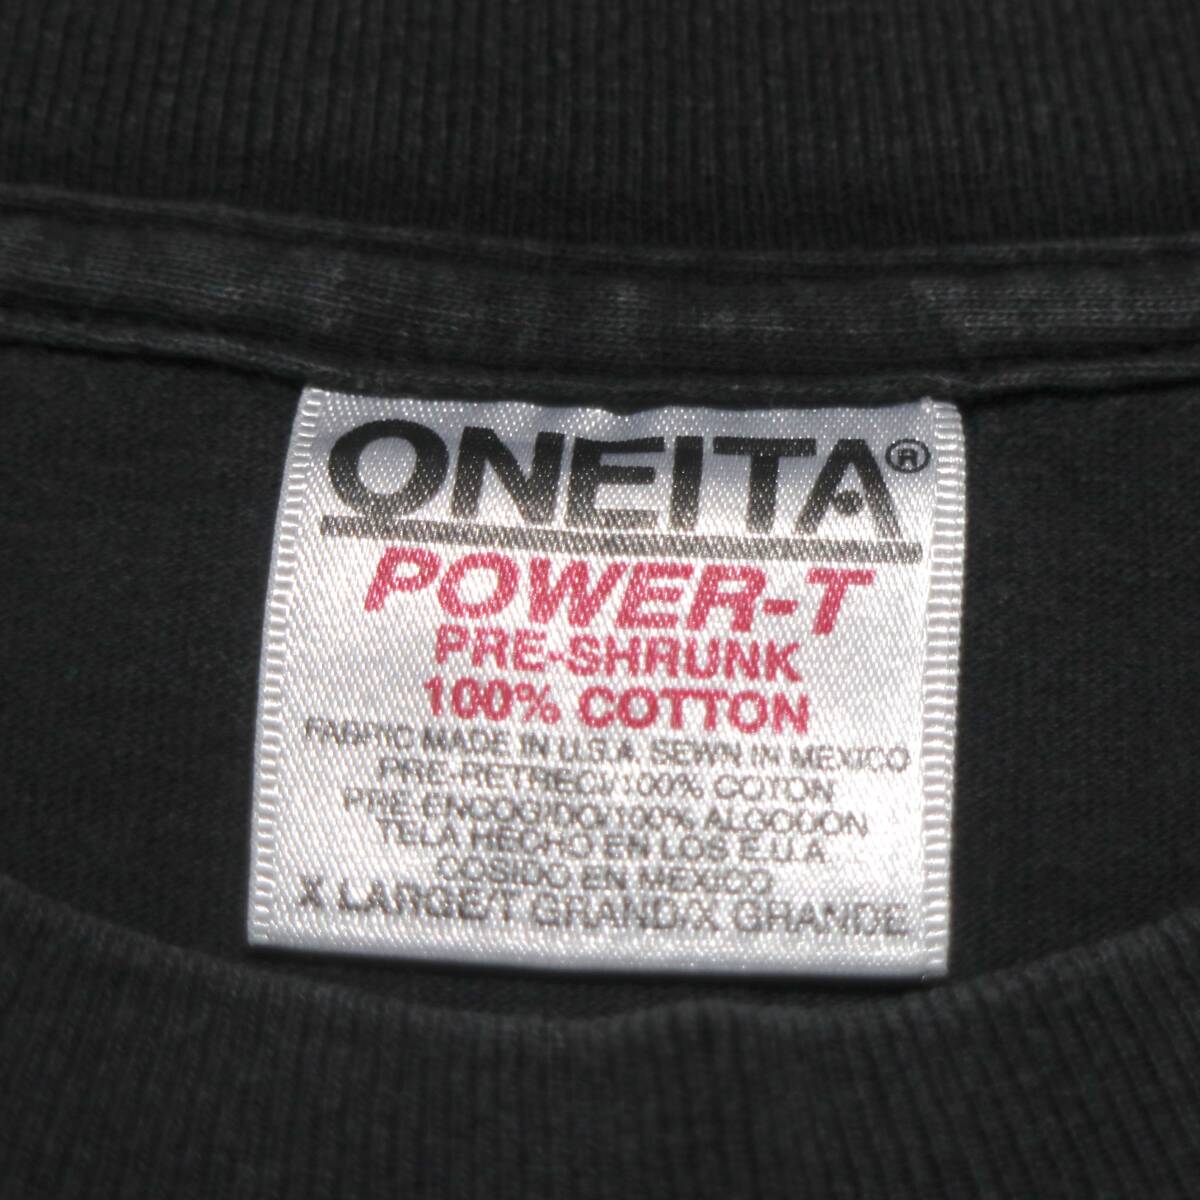 ONEITA®
POWER-T
PRE-SHRUNK
100% COTTON
FABRIC MADE IN U.S.A SEWN IN MEXICO
PRE-RETRECI/100% COTON
PRE-ENCOGIDO/100% ALGODON
TELA HECHO EN LOS E.U.A
COSIDO EN MEXICO
X LARGE/T GRAND/X GRANDE